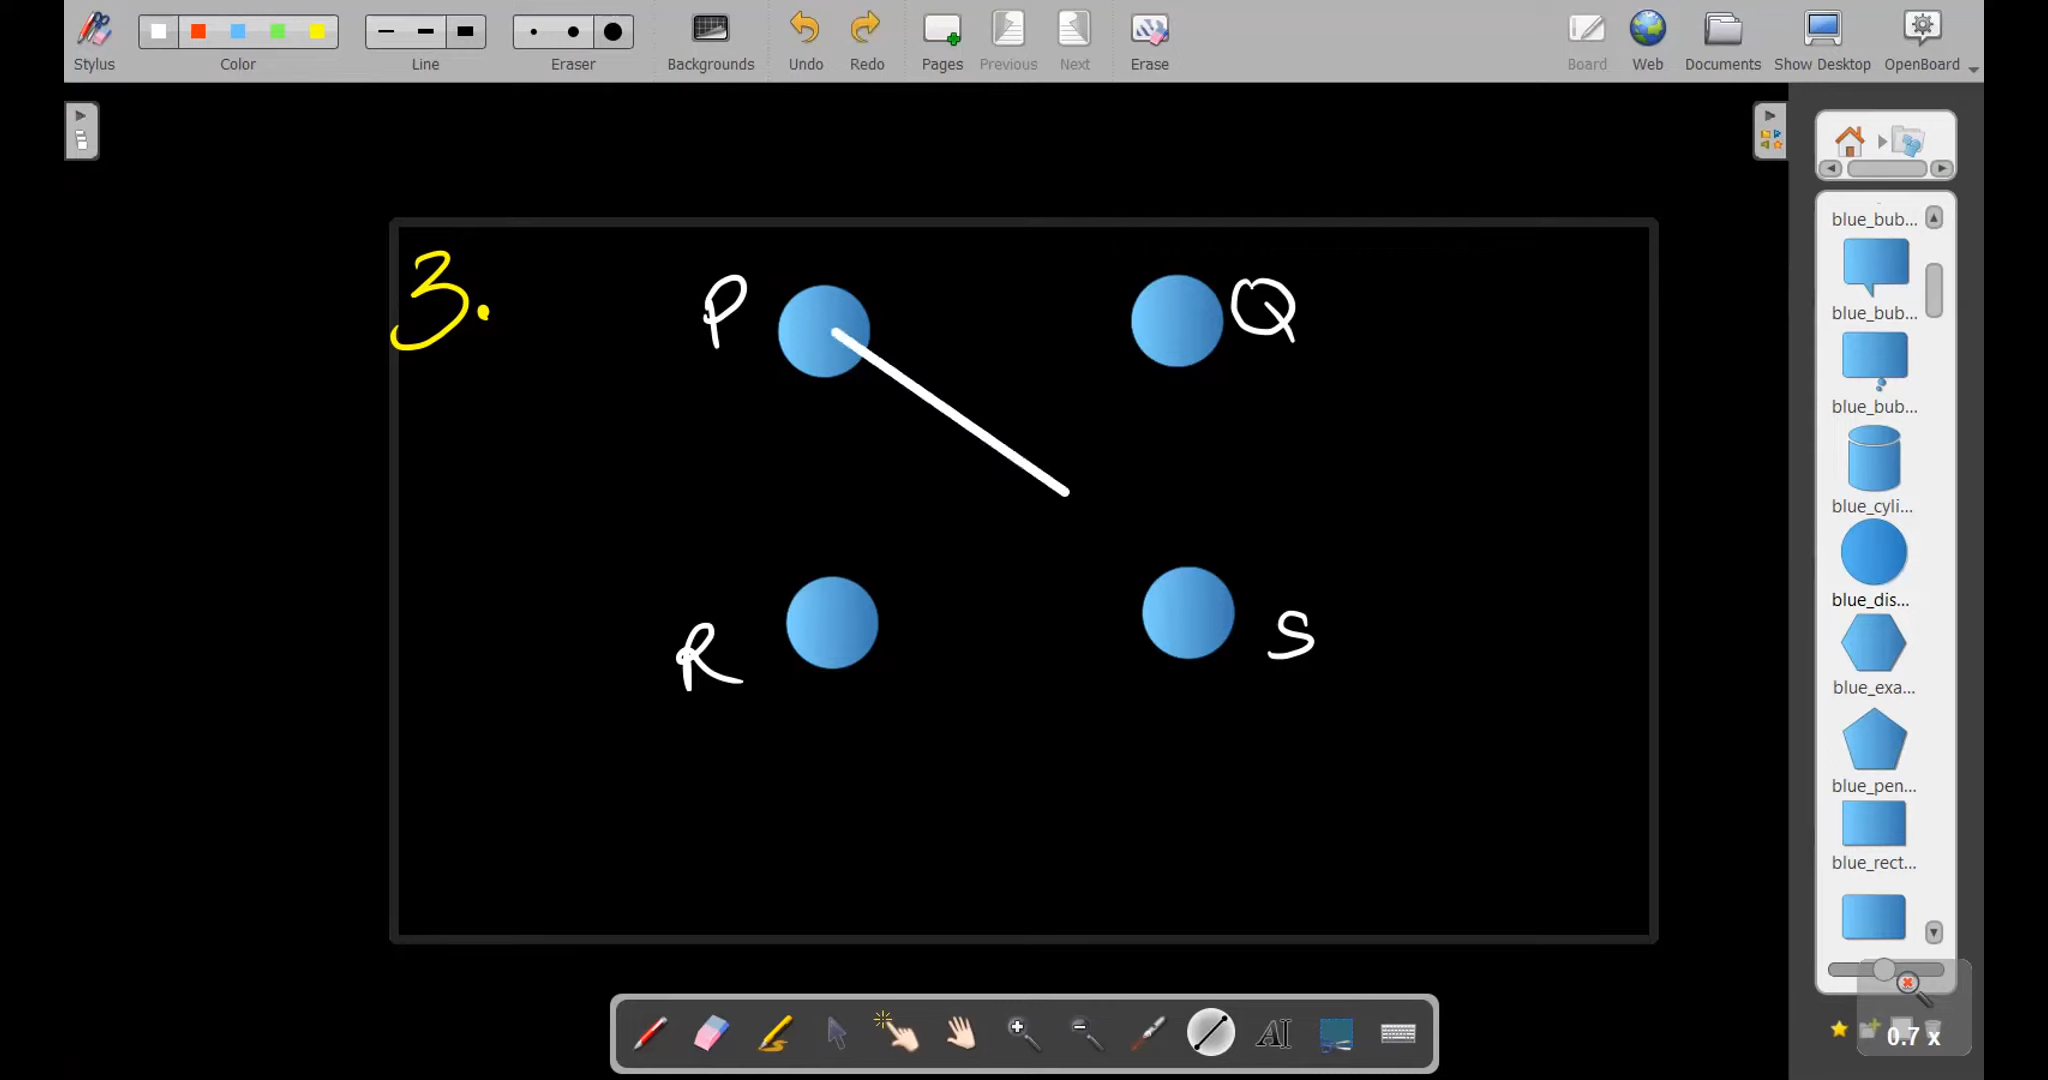 Stylus Color Line Eraser Backgrounds Undo Redo Pages Previous Next Erase Board Web Documents Show Desktop OpenBoard
3.
P Q
R S
blue_bub...
blue_bub...
blue_bub...
blue_cyli...
blue_dis...
blue_exa...
blue_pen...
blue_rect...
AI
0.7 x